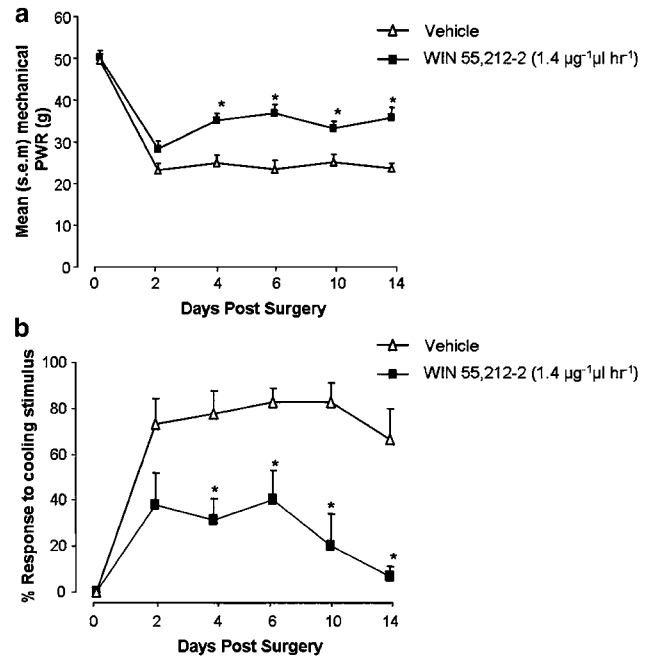 a
Vehicle
WIN 55,212-2 (1.4 µg⁻¹µl hr⁻¹)
Mean (s.e.m) mechanical
PWR (g)
60
50
40
30
20
10
0
* * * *
0 2 4 6 10 14
Days Post Surgery
b
Vehicle
WIN 55,212-2 (1.4 µg⁻¹µl hr⁻¹)
% Response to cooling stimulus
100
80
60
40
20
0
* * * *
0 2 4 6 10 14
Days Post Surgery